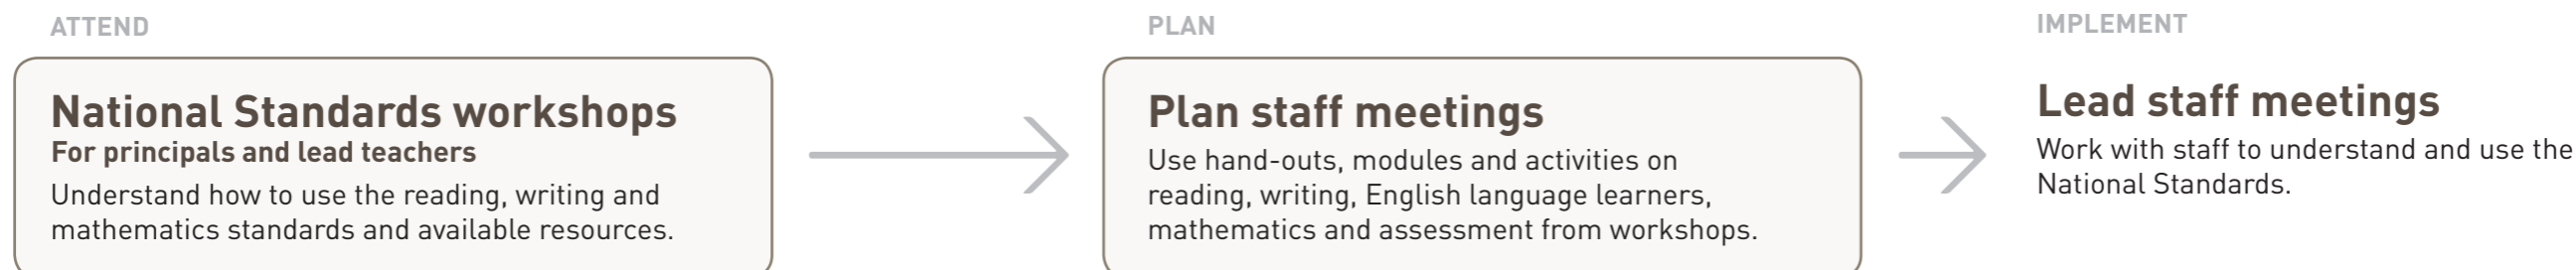 ATTEND
National Standards workshops
For principals and lead teachers
Understand how to use the reading, writing and
mathematics standards and available resources.
PLAN
Plan staff meetings
Use hand-outs, modules and activities on
reading, writing, English language learners,
mathematics and assessment from workshops.
IMPLEMENT
Lead staff meetings
Work with staff to understand and use the
National Standards.